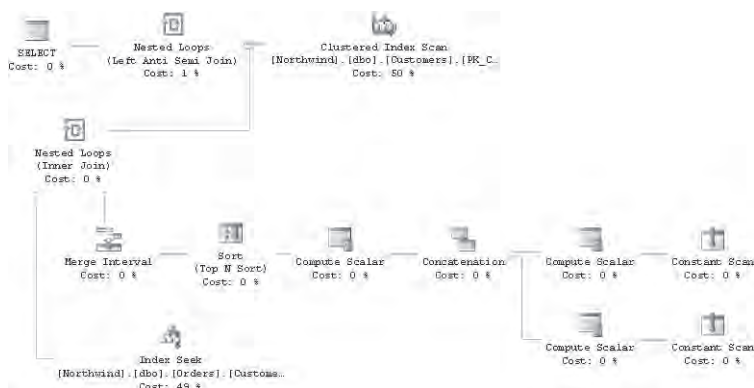 SELECT
Cost: 0 %
Nested Loops
(Left Anti Semi Join)
Cost: 1 %
Clustered Index Scan
[Northwind].[dbo].[Customers].[PK_C…
Cost: 50 %
Nested Loops
(Inner Join)
Cost: 0 %
Merge Interval
Cost: 0 %
Sort
(Top N Sort)
Cost: 0 %
Compute Scalar
Cost: 0 %
Concatenation
Cost: 0 %
Compute Scalar
Cost: 0 %
Constant Scan
Cost: 0 %
Compute Scalar
Cost: 0 %
Constant Scan
Cost: 0 %
Index Seek
[Northwind].[dbo].[Orders].[Custome…
Cost: 49 %